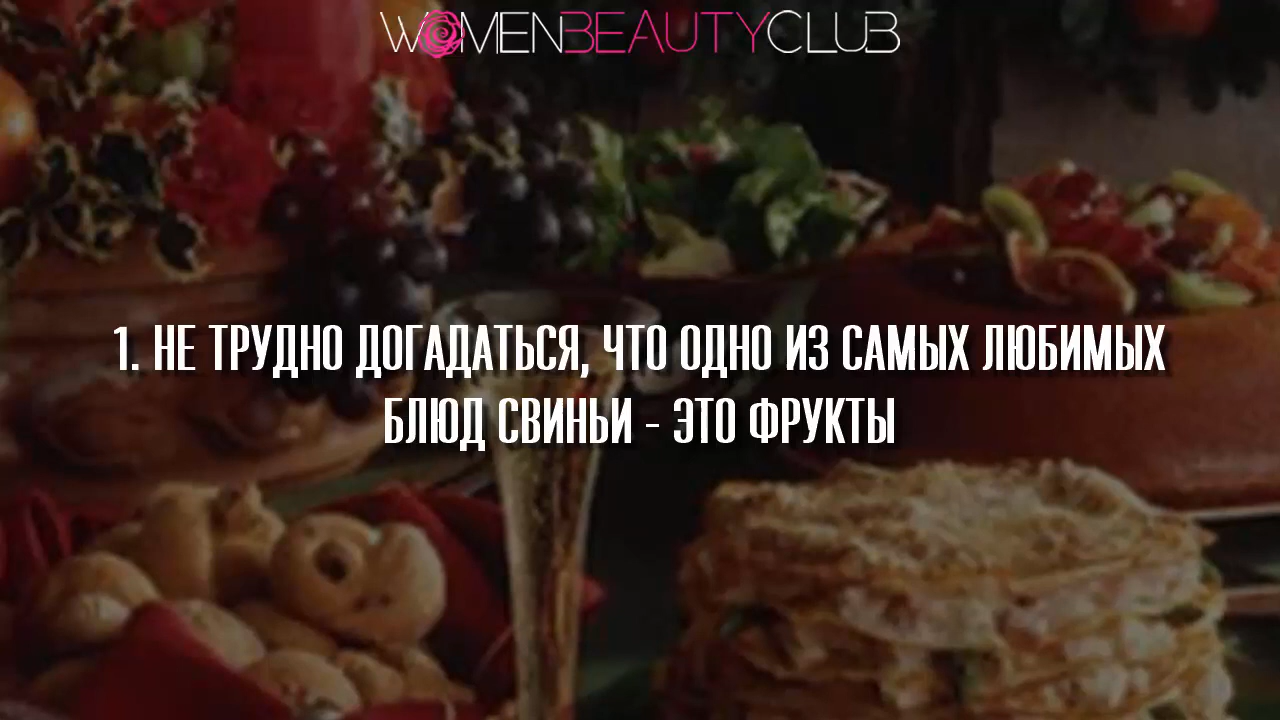 WOMENBEAUTYCLUB
1. НЕ ТРУДНО ДОГАДАТЬСЯ, ЧТО ОДНО ИЗ САМЫХ ЛЮБИМЫХ
БЛЮД СВИНЬИ - ЭТО ФРУКТЫ